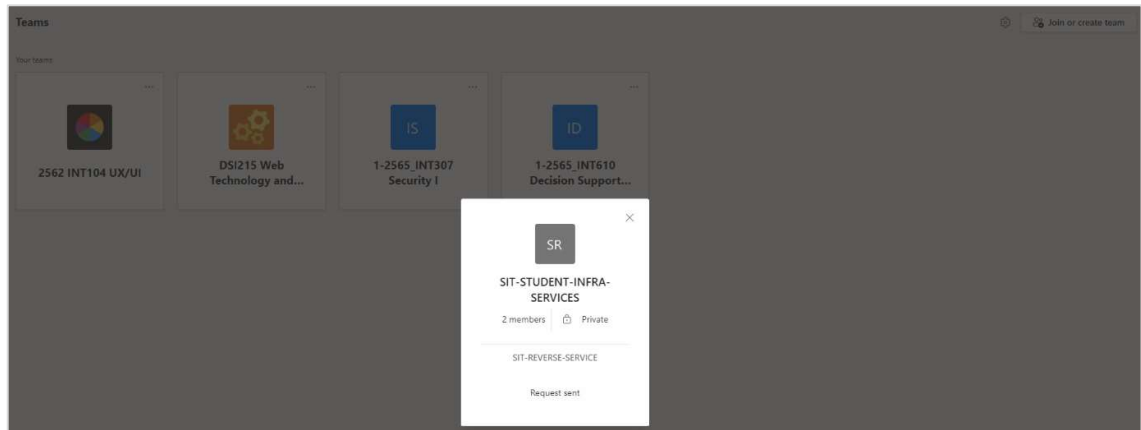 Teams
Join or create team
Your teams
2562 INT104 UX/UI
DSI215 Web
Technology and...
IS
1-2565_INT307
Security I
ID
1-2565_INT610
Decision Support...
SR
SIT-STUDENT-INFRA-
SERVICES
2 members Private
SIT-REVERSE-SERVICE
Request sent